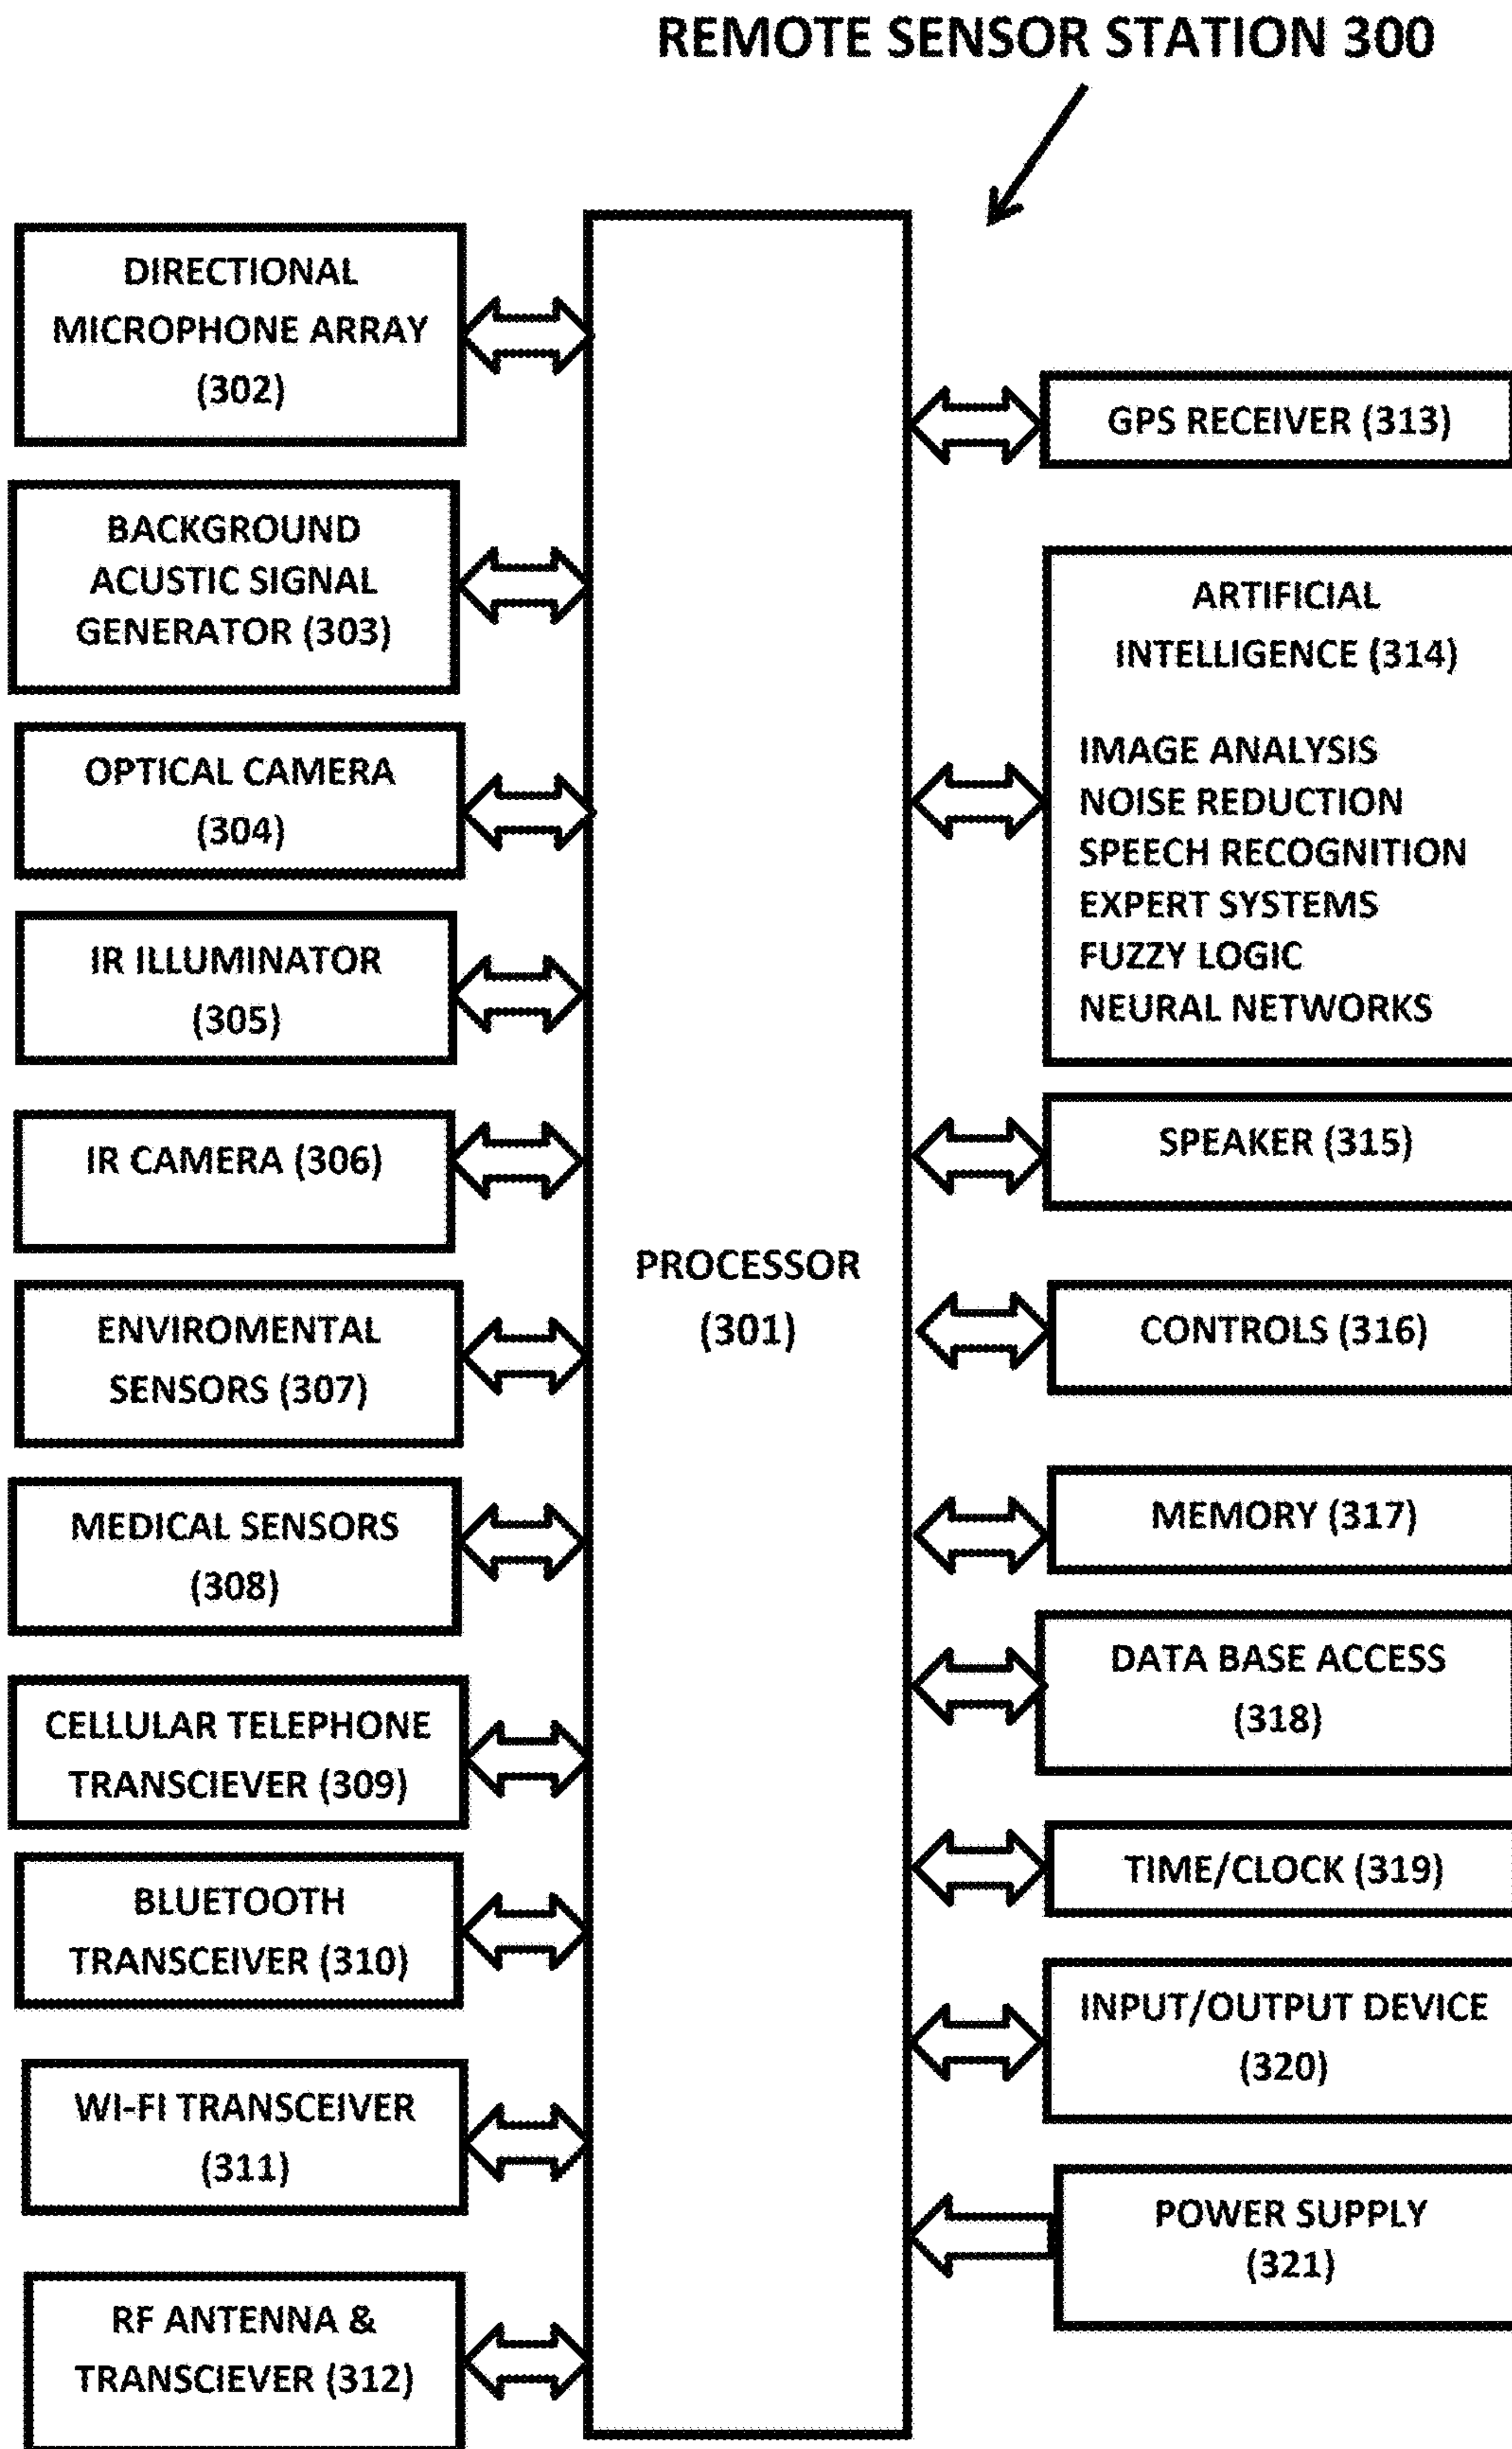 REMOTE SENSOR STATION 300
DIRECTIONAL
MICROPHONE ARRAY
(302)
BACKGROUND
ACUSTIC SIGNAL
GENERATOR (303)
OPTICAL CAMERA
(304)
IR ILLUMINATOR
(305)
IR CAMERA (306)
ENVIROMENTAL
SENSORS (307)
MEDICAL SENSORS
(308)
CELLULAR TELEPHONE
TRANSCIEVER (309)
BLUETOOTH
TRANSCEIVER (310)
WI-FI TRANSCEIVER
(311)
RF ANTENNA &
TRANSCIEVER (312)
PROCESSOR
(301)
GPS RECEIVER (313)
ARTIFICIAL
INTELLIGENCE (314)
IMAGE ANALYSIS
NOISE REDUCTION
SPEECH RECOGNITION
EXPERT SYSTEMS
FUZZY LOGIC
NEURAL NETWORKS
SPEAKER (315)
CONTROLS (316)
MEMORY (317)
DATA BASE ACCESS
(318)
TIME/CLOCK (319)
INPUT/OUTPUT DEVICE
(320)
POWER SUPPLY
(321)